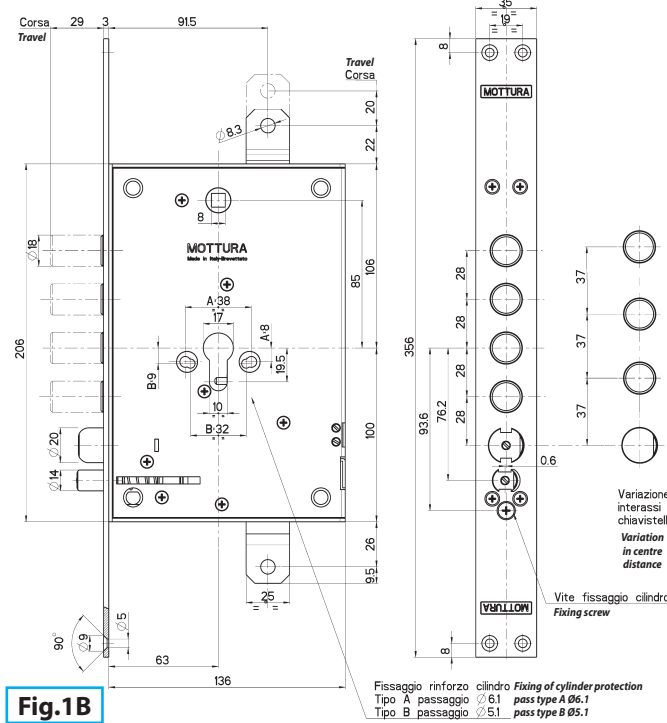 Corsa
Travel
29
3
91.5
35
= =
19
= =
8
Travel
Corsa
20
22
Ø8.3
MOTTURA
8
MOTTURA
Made in Italy-Brevettato
Ø18
28
28
28
28
37
37
37
106
85
A=38
17
A=8
19.5
B=9
10
B=32
206
356
93.6
76.2
100
Ø20
Ø14
0.6
Variazione
interassi
chiavistell
Variation
in centre
distance
26
9.5
25
= =
Vite fissaggio cilindro
Fixing screw
MOTTURA
90°
Ø9
Ø5
8
63
136
Fissaggio rinforzo cilindro Fixing of cylinder protection
Tipo A passaggio Ø6.1 pass type A Ø6.1
Tipo B passaggio Ø5.1 pass type B Ø5.1
Fig.1B